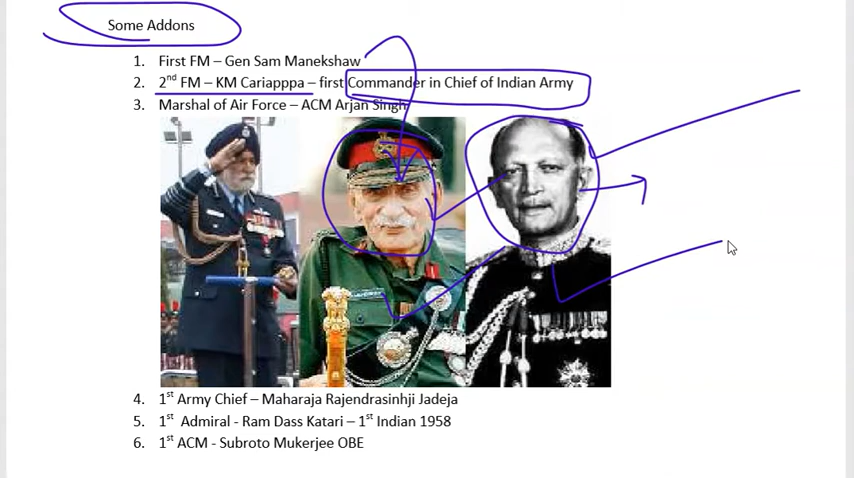 Some Addons
1. First FM – Gen Sam Manekshaw
2. 2nd FM – KM Cariapppa – first Commander in Chief of Indian Army
3. Marshal of Air Force – ACM Arjan Singh
4. 1st Army Chief – Maharaja Rajendrasinhji Jadeja
5. 1st Admiral - Ram Dass Katari – 1st Indian 1958
6. 1st ACM - Subroto Mukerjee OBE